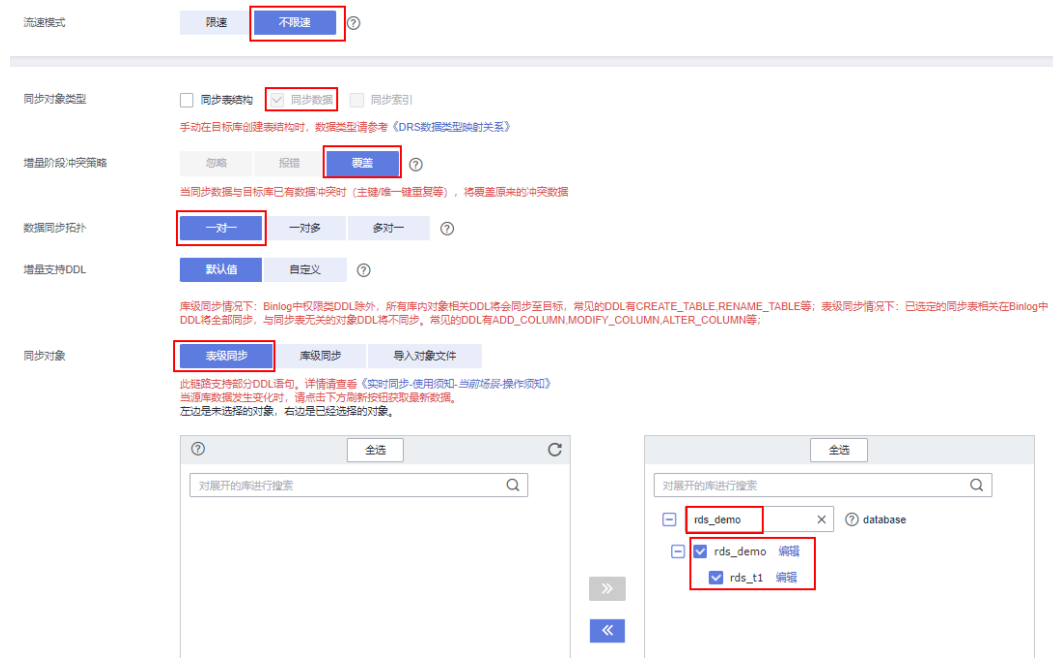 流速模式 限速 不限速 ?
同步对象类型 同步表结构 同步数据 同步索引
手动在目标库创建表结构时，数据类型请参考《DRS数据类型映射关系》
增量阶段冲突策略 忽略 报错 覆盖 ?
当同步数据与目标库已有数据冲突时（主键/唯一键重复等），将覆盖原来的冲突数据
数据同步拓扑 一对一 一对多 多对一 ?
增量支持DDL 默认值 自定义 ?
库级同步情况下：Binlog中权限类DDL除外，所有库内对象相关DDL将会同步至目标，常见的DDL有CREATE_TABLE,RENAME_TABLE等；表级同步情况下：已选定的同步表相关在Binlog中
DDL将全部同步，与同步表无关的对象DDL将不同步。常见的DDL有ADD_COLUMN,MODIFY_COLUMN,ALTER_COLUMN等；
同步对象 表级同步 库级同步 导入对象文件
此链路支持部分DDL语句。详情请查看《实时同步-使用须知-当前场景-操作须知》
当源库数据发生变化时，请点击下方刷新按钮获取最新数据。
左边是未选择的对象，右边是已经选择的对象。
? 全选 全选
对展开的库进行搜索 对展开的库进行搜索
rds_demo ? database
rds_demo 编辑
rds_t1 编辑